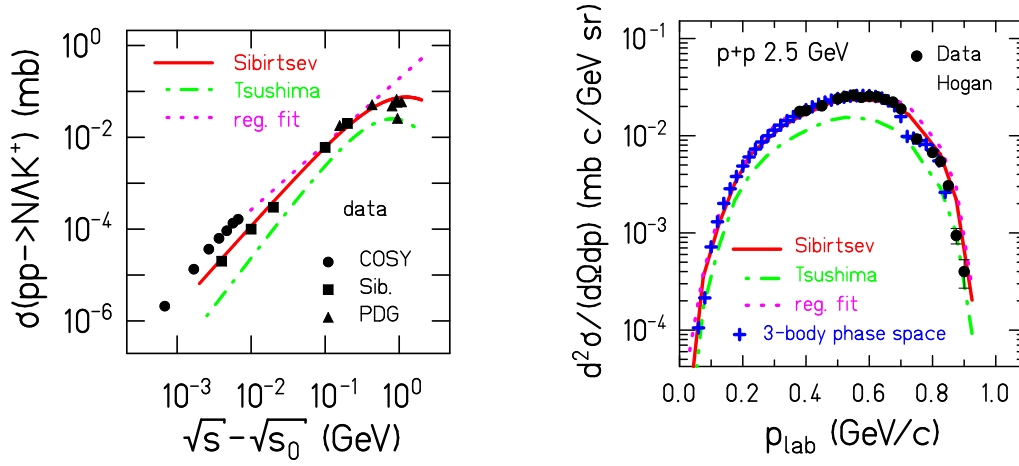 σ(pp->NΛK⁺) (mb)
10⁰
10⁻²
10⁻⁴
10⁻⁶
Sibirtsev
Tsushima
reg. fit
data
COSY
Sib.
PDG
10⁻³
10⁻²
10⁻¹
10⁰
√s-√s₀ (GeV)
d²σ/(dΩdp) (mb c/GeV sr)
10⁻¹
10⁻²
10⁻³
10⁻⁴
p+p 2.5 GeV
Data
Hogan
Sibirtsev
Tsushima
reg. fit
3-body phase space
0.0 0.2 0.4 0.6 0.8 1.0
p_lab (GeV/c)